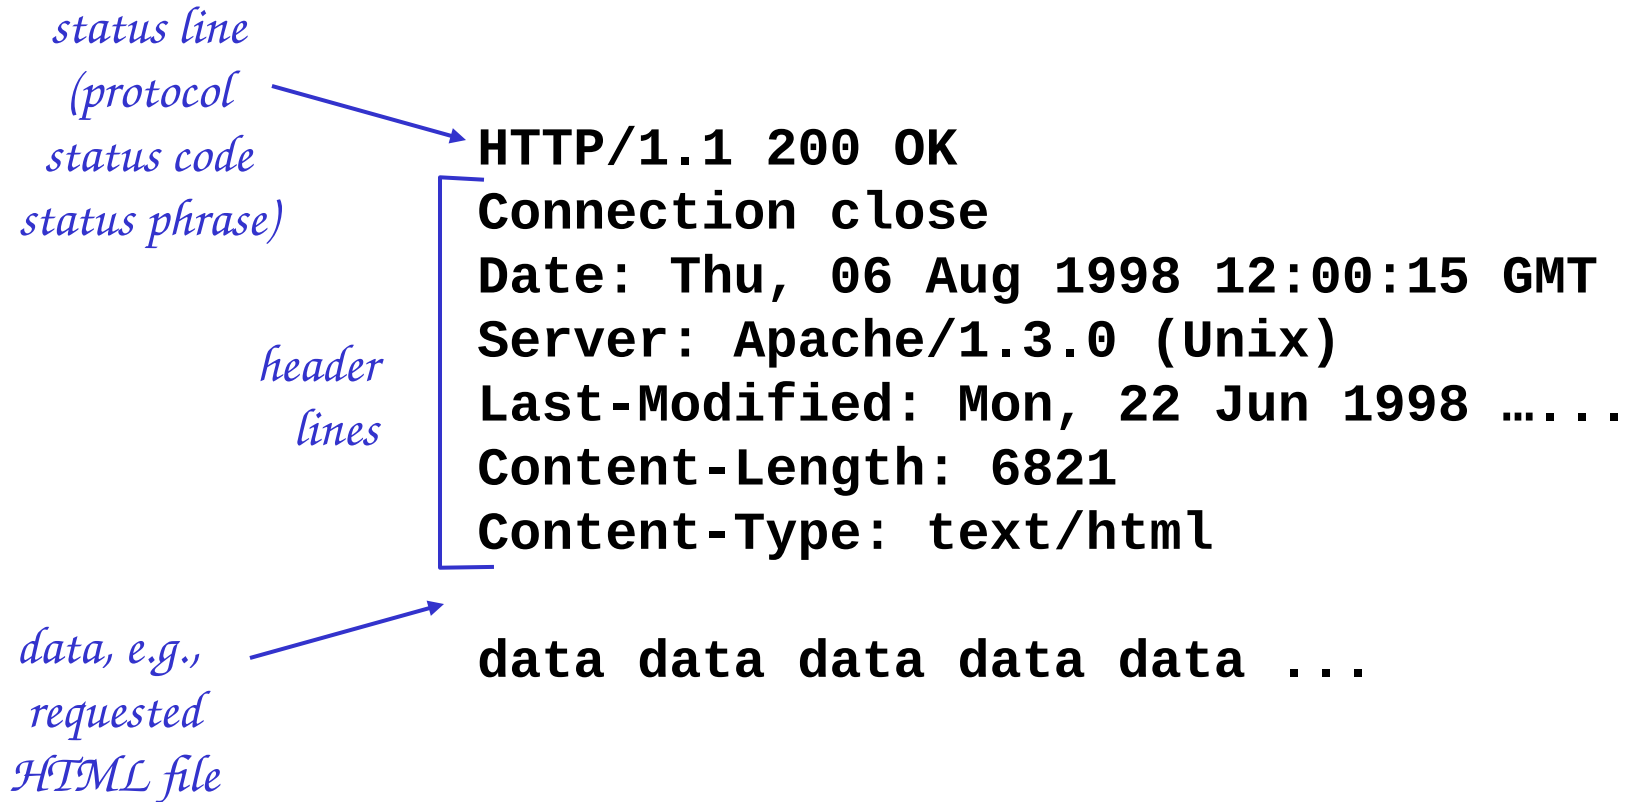 status line
(protocol
status code
status phrase)
HTTP/1.1 200 OK
Connection close
Date: Thu, 06 Aug 1998 12:00:15 GMT
Server: Apache/1.3.0 (Unix)
Last-Modified: Mon, 22 Jun 1998 …...
Content-Length: 6821
Content-Type: text/html
header
lines
data data data data data ...
data, e.g.,
requested
HTML file